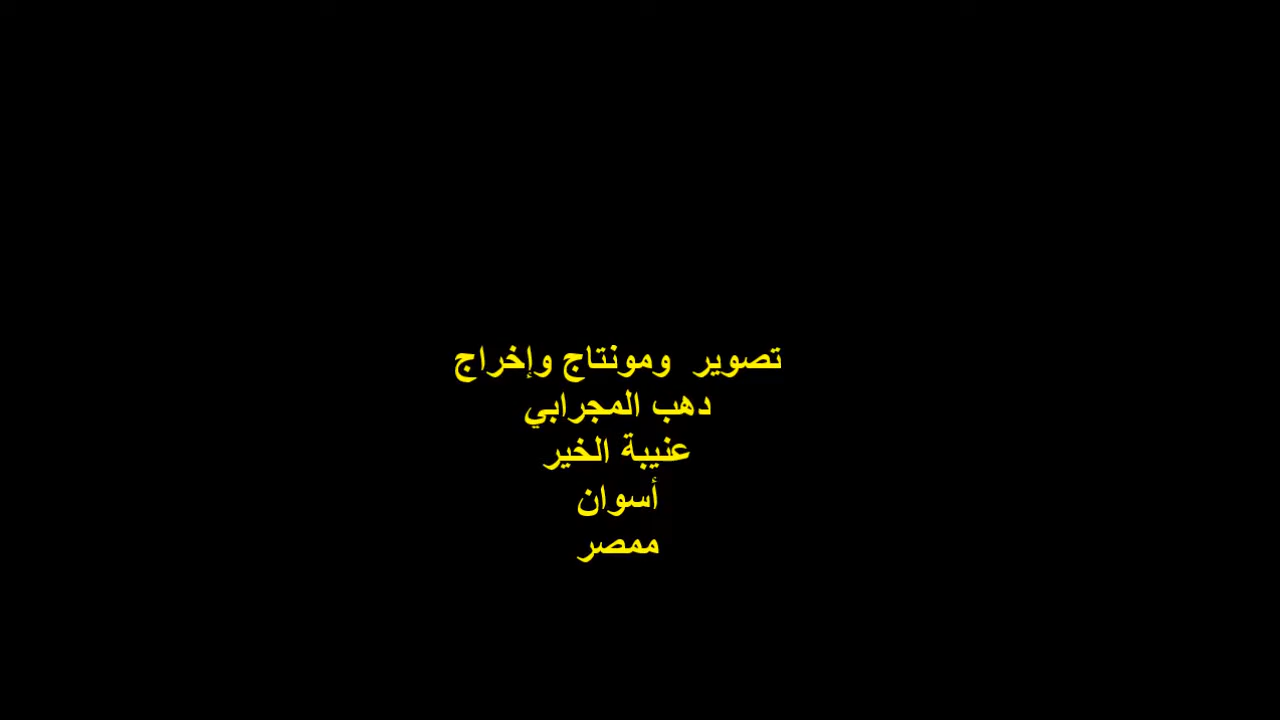 تصوير ومونتاج وإخراج
دهب المجرابي
عنيبة الخير
أسوان
ممصر